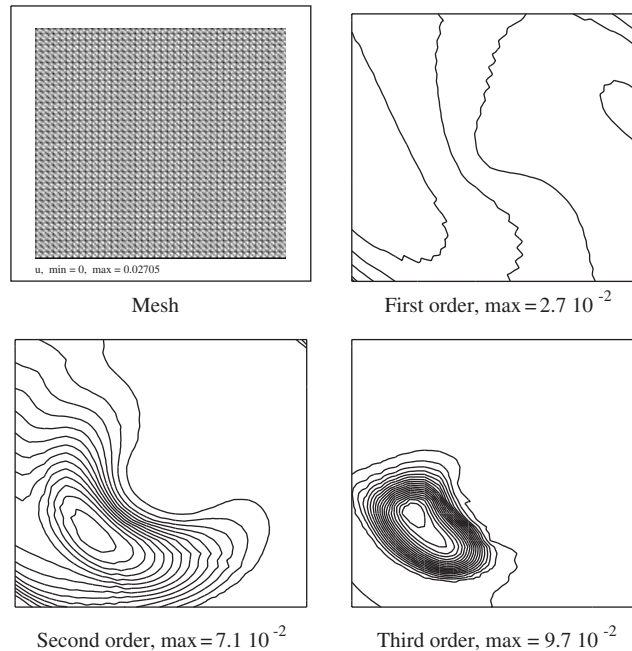 u, min = 0, max = 0.02705
Mesh
First order, max = 2.7 10 -2
Second order, max = 7.1 10 -2
Third order, max = 9.7 10 -2